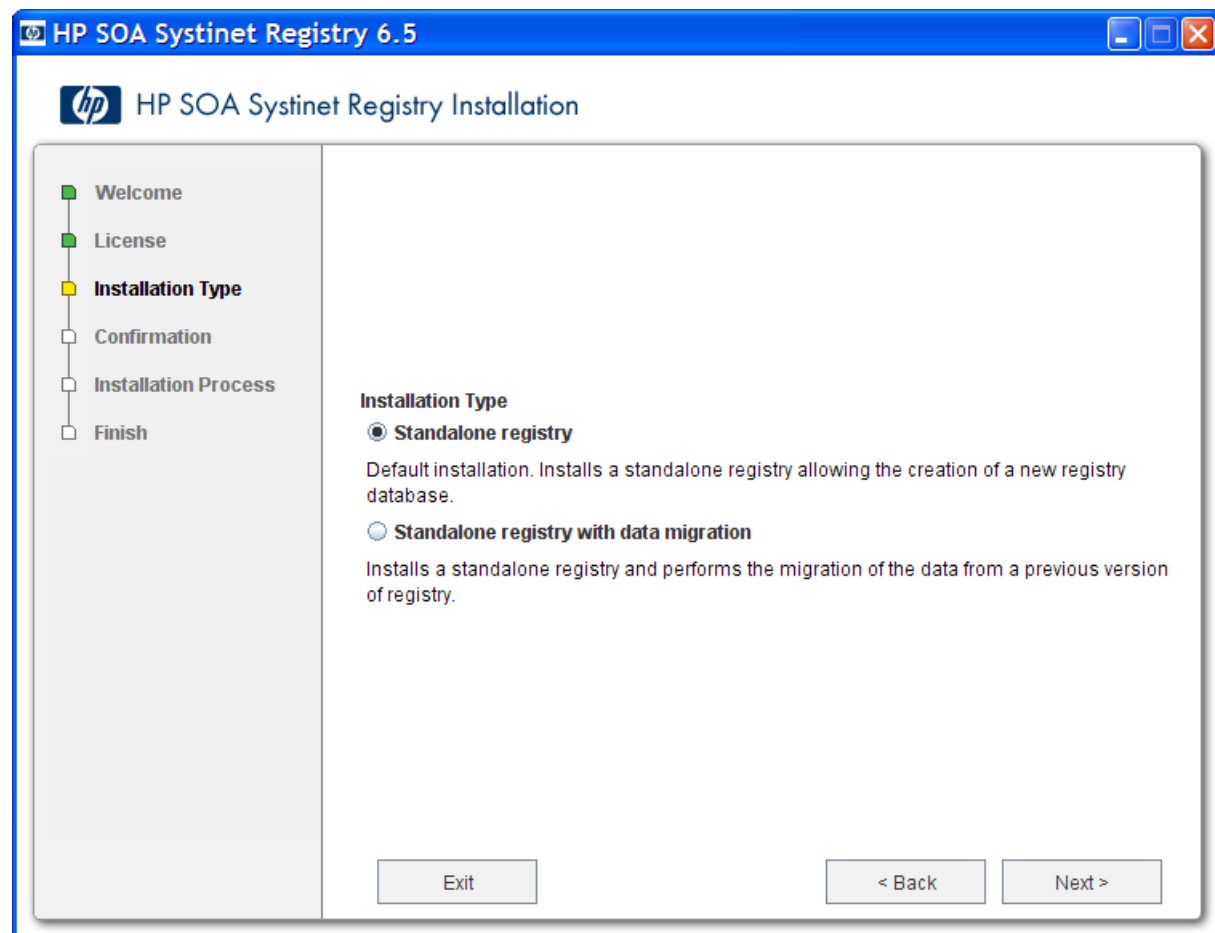 HP SOA Systinet Registry 6.5
hp HP SOA Systinet Registry Installation
Welcome
License
Installation Type
Confirmation
Installation Process
Finish
Installation Type
Standalone registry
Default installation. Installs a standalone registry allowing the creation of a new registry
database.
Standalone registry with data migration
Installs a standalone registry and performs the migration of the data from a previous version
of registry.
Exit
< Back
Next >